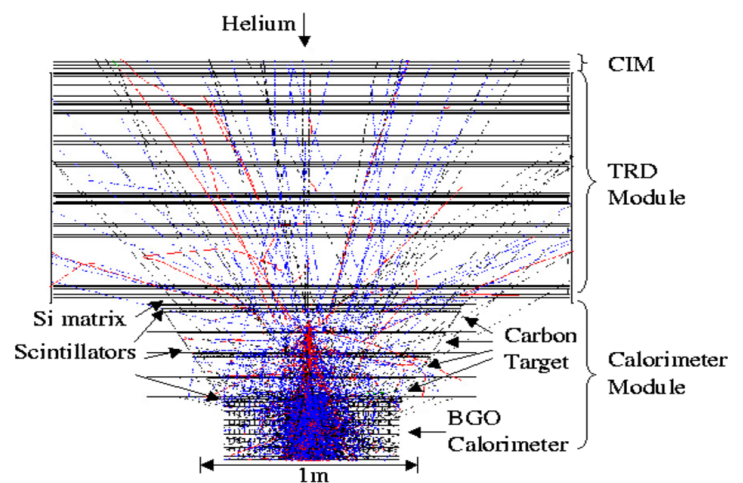 Helium
CIM
TRD
Module
Si matrix
Scintillators
Carbon
Target
Calorimeter
Module
BGO
Calorimeter
1m